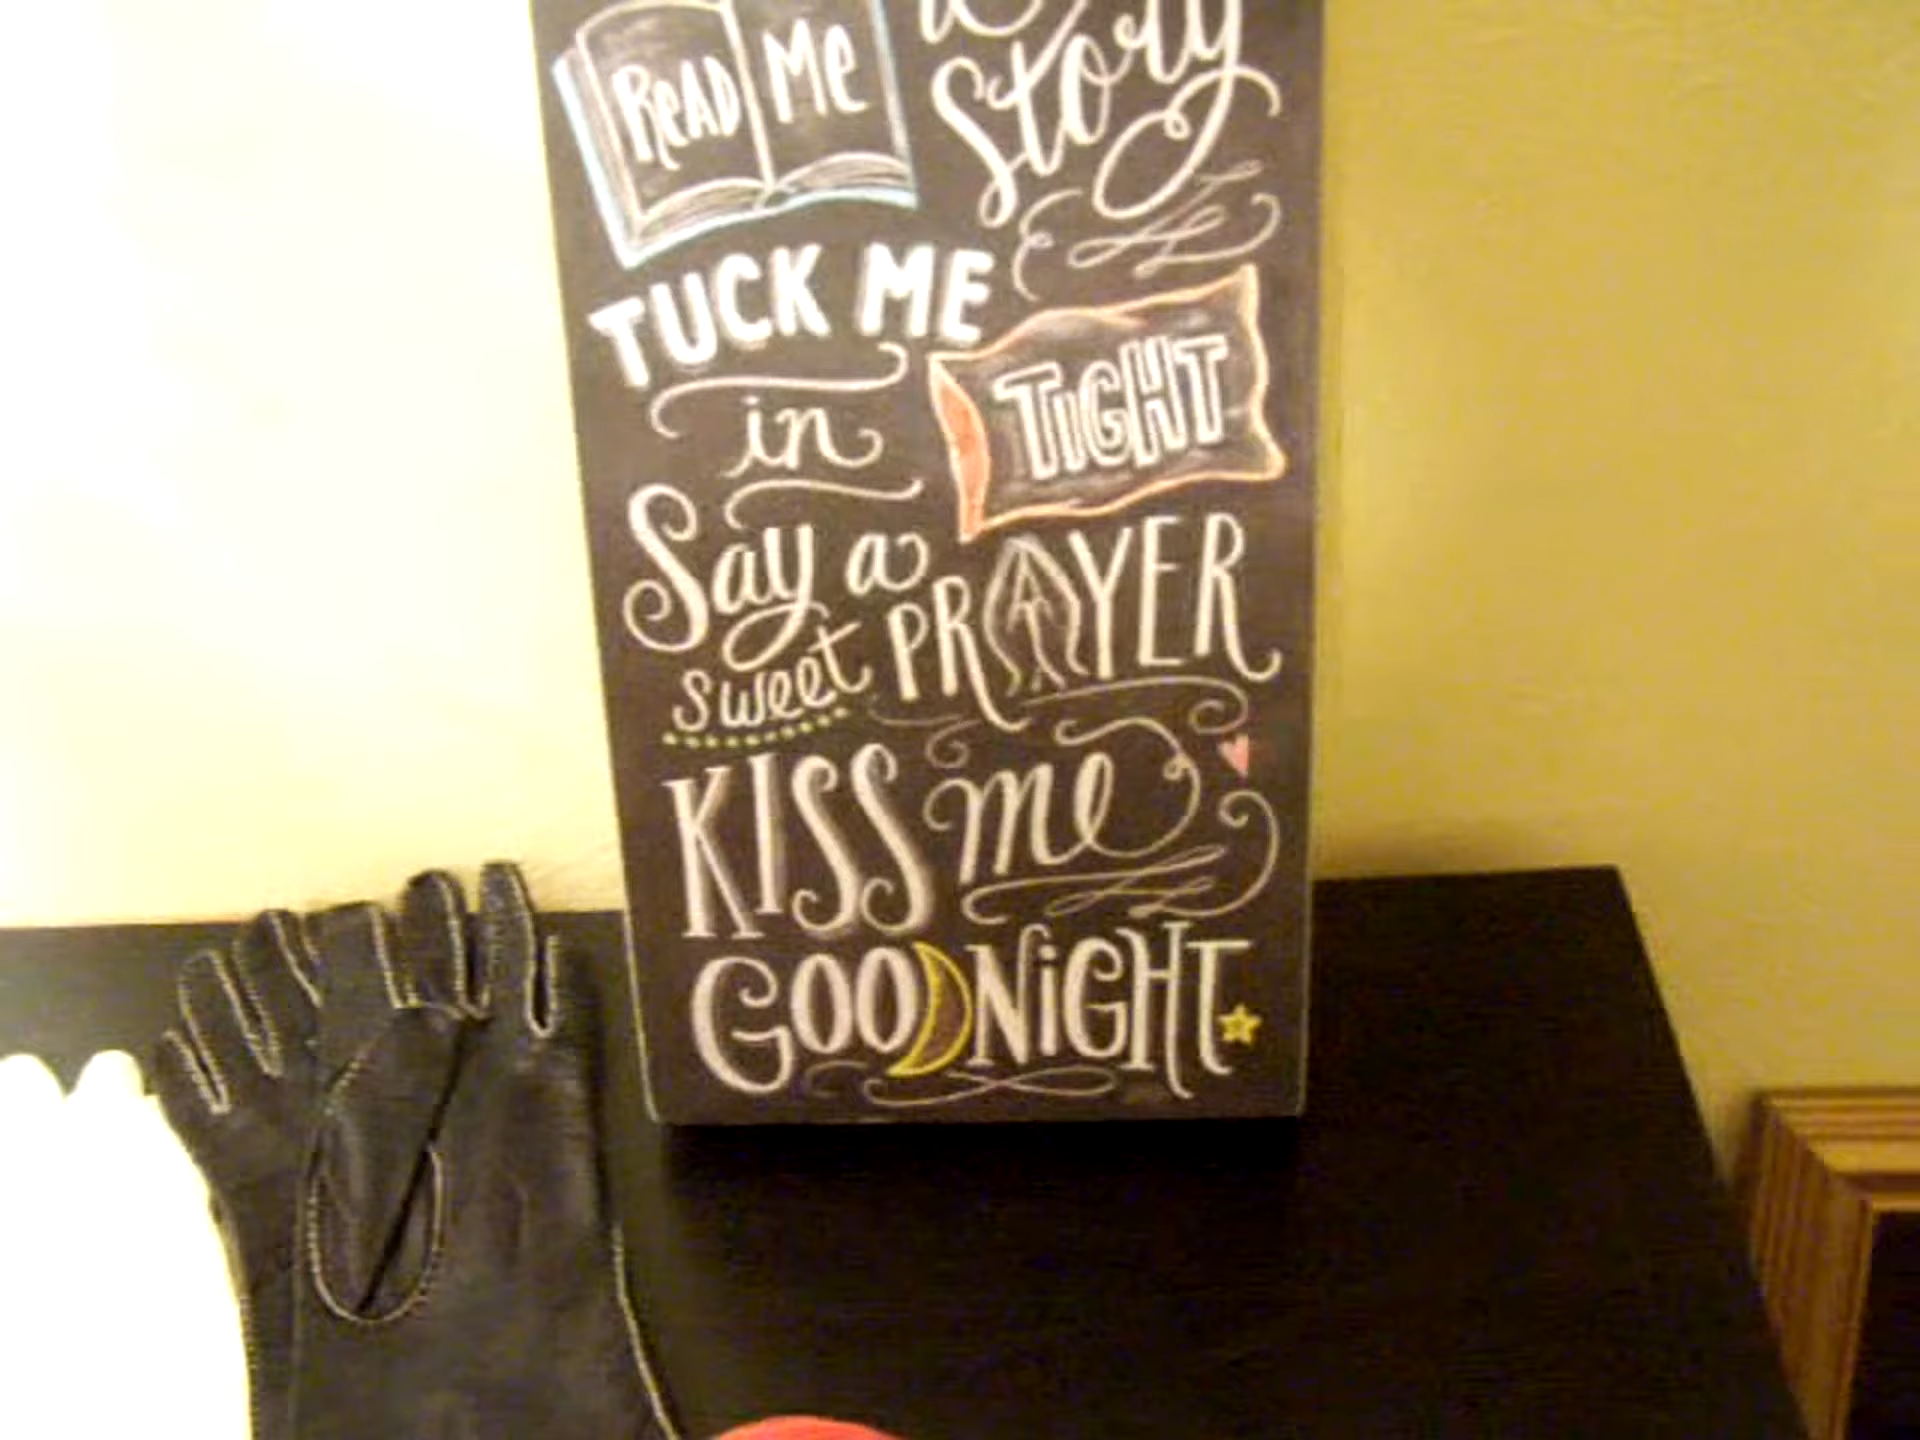 Read Me a
Story
TUCK ME
in TIGHT
Say a
sweet PRAYER
KISS me
GOODNIGHT